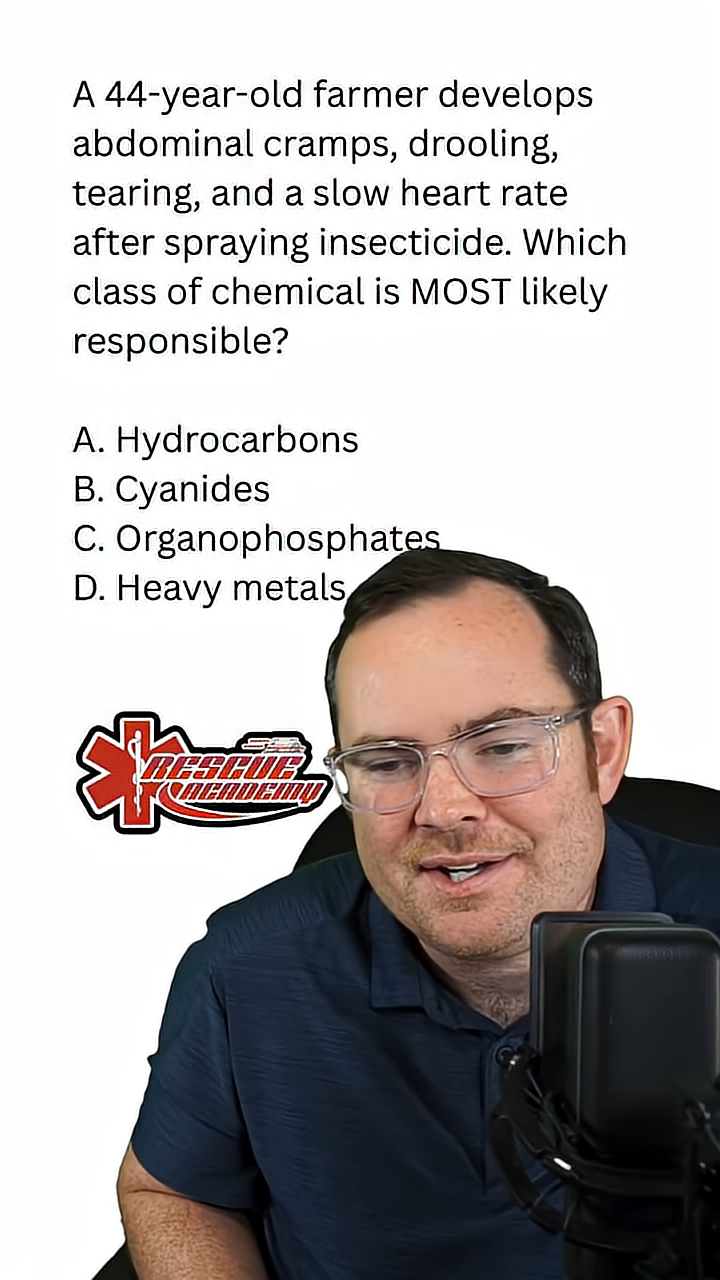 A 44-year-old farmer develops
abdominal cramps, drooling,
tearing, and a slow heart rate
after spraying insecticide. Which
class of chemical is MOST likely
responsible?
A. Hydrocarbons
B. Cyanides
C. Organophosphates
D. Heavy metals
RESCUE
ACADEMY